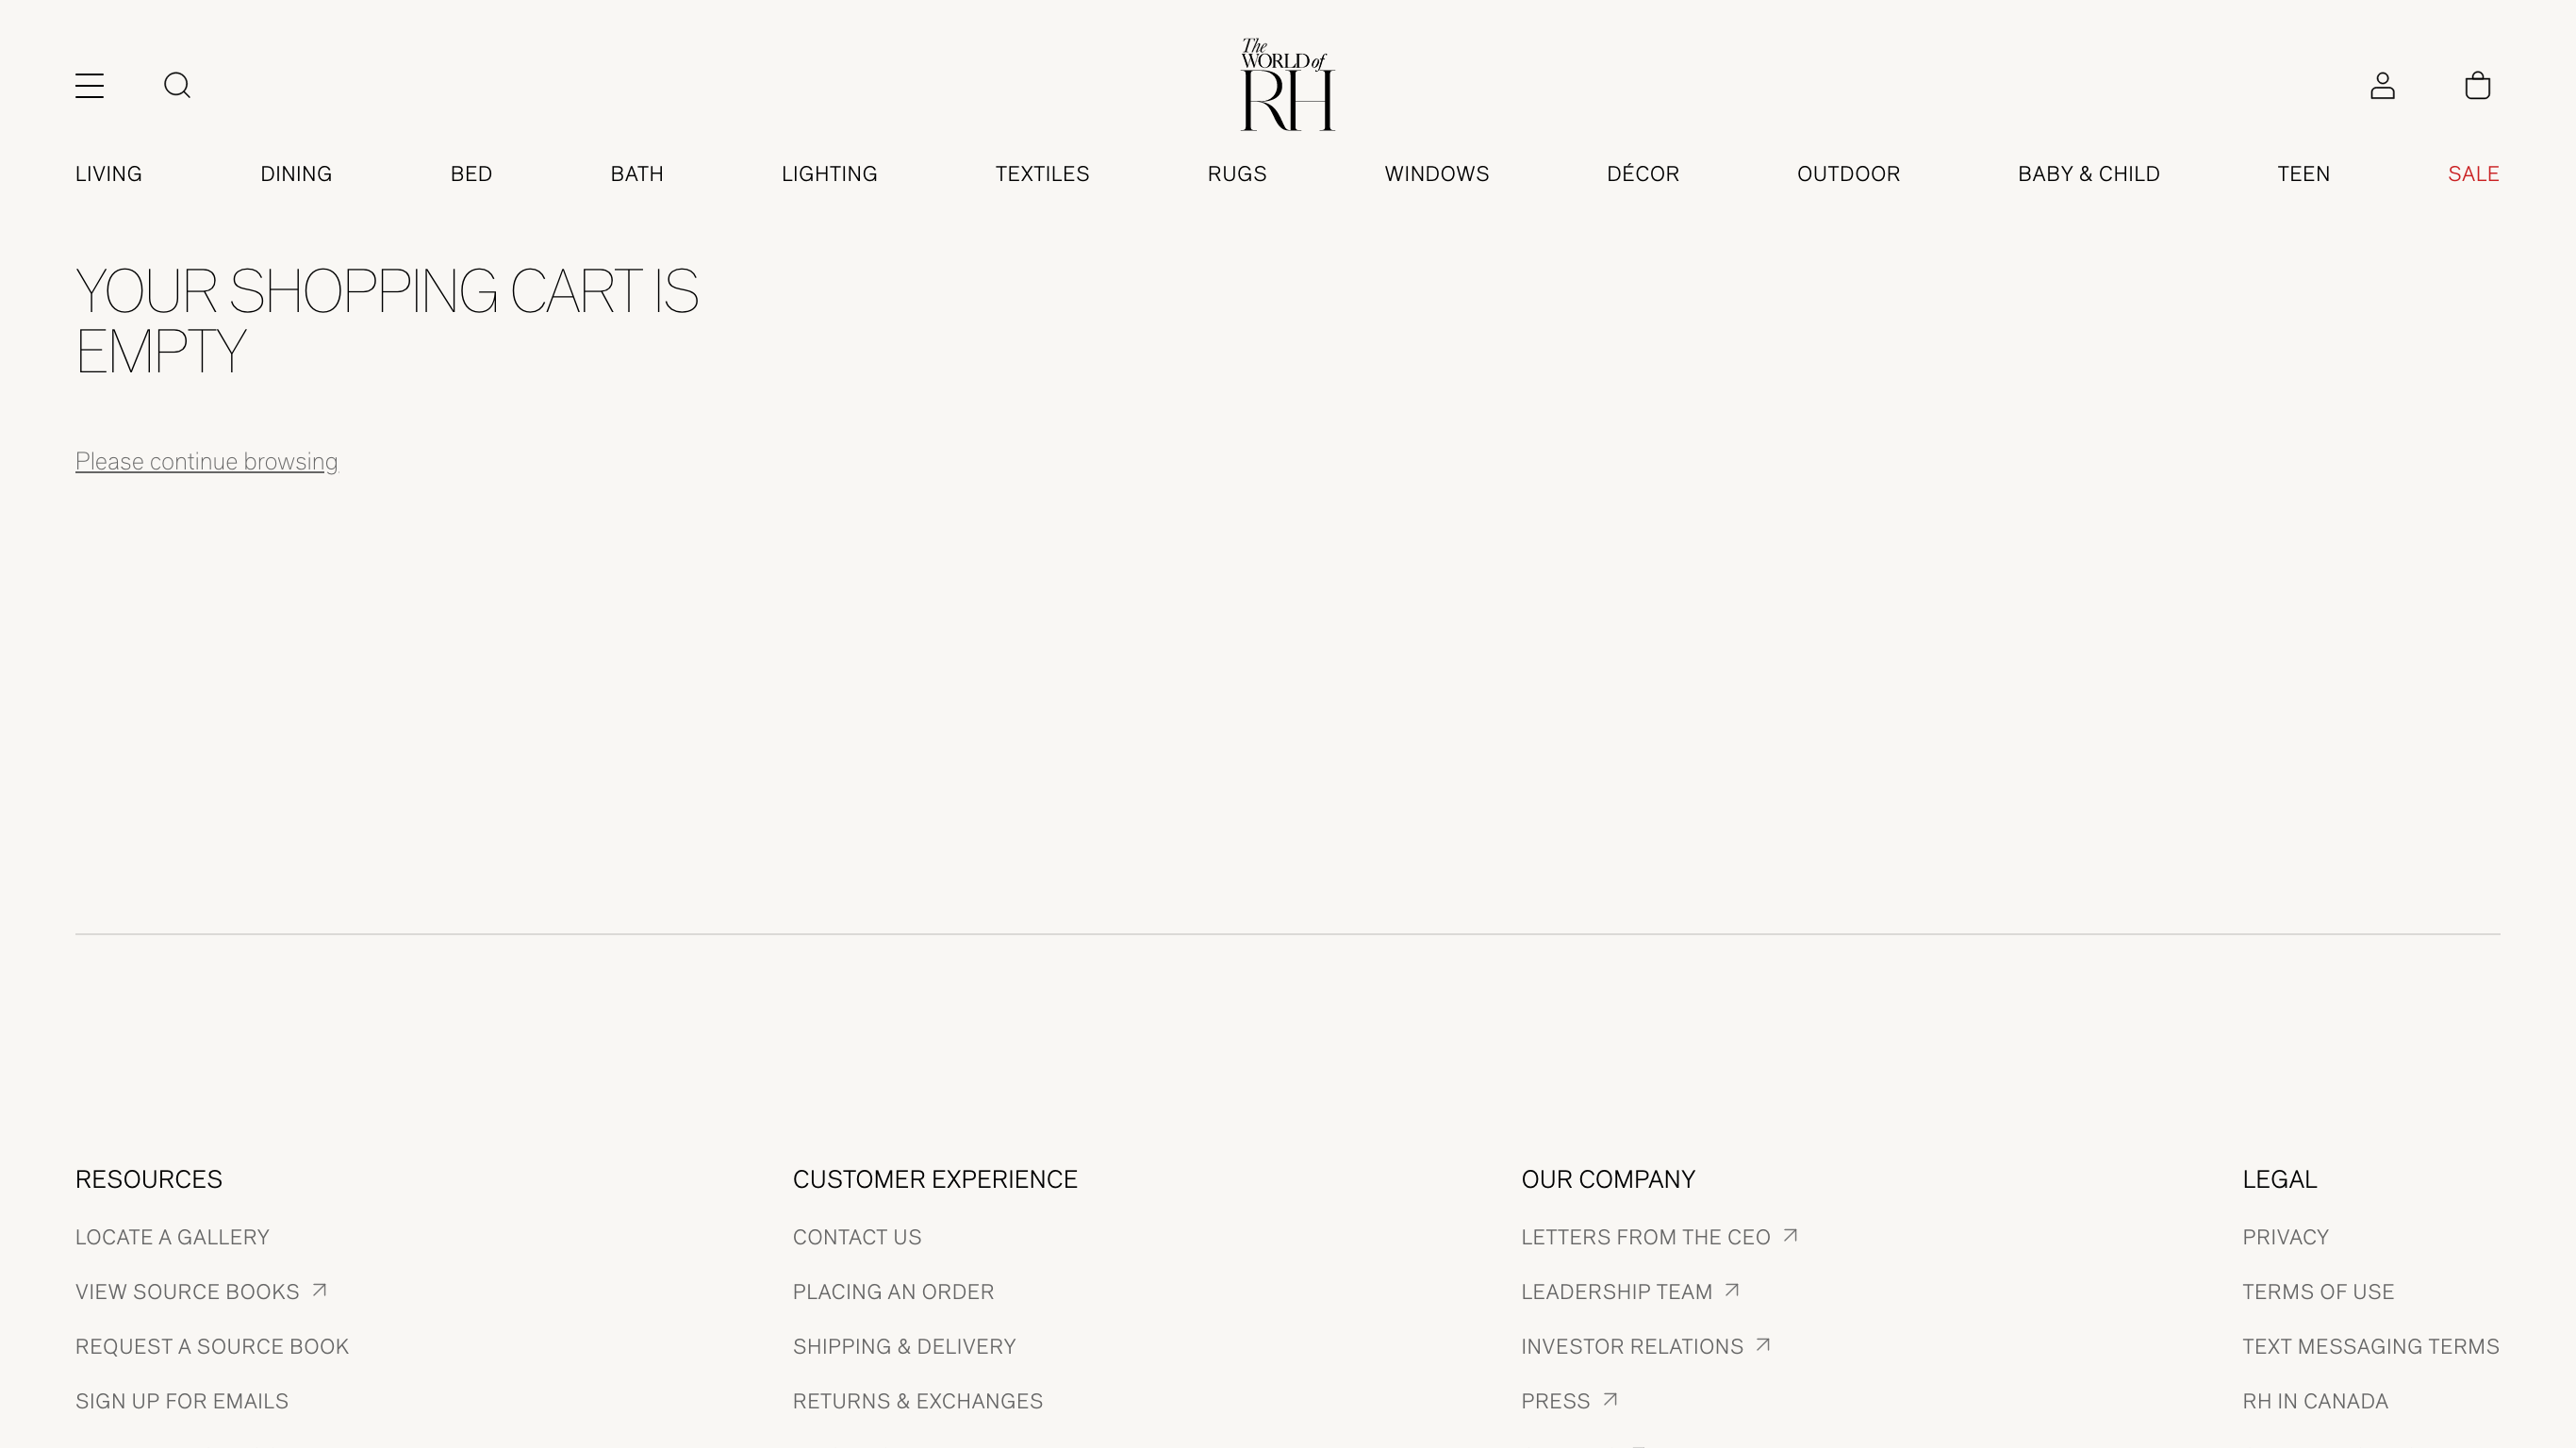 The
WORLD of
RH
LIVING
DINING
BED
BATH
LIGHTING
TEXTILES
RUGS
WINDOWS
DÉCOR
OUTDOOR
BABY & CHILD
TEEN
SALE
YOUR SHOPPING CART IS
EMPTY
Please continue browsing
RESOURCES
LOCATE A GALLERY
VIEW SOURCE BOOKS
REQUEST A SOURCE BOOK
SIGN UP FOR EMAILS
CUSTOMER EXPERIENCE
CONTACT US
PLACING AN ORDER
SHIPPING & DELIVERY
RETURNS & EXCHANGES
OUR COMPANY
LETTERS FROM THE CEO
LEADERSHIP TEAM
INVESTOR RELATIONS
PRESS
LEGAL
PRIVACY
TERMS OF USE
TEXT MESSAGING TERMS
RH IN CANADA